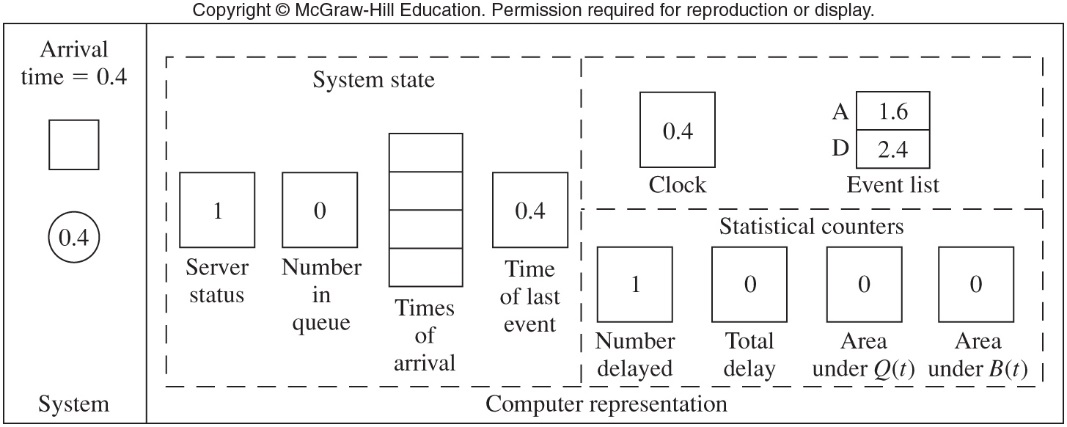 Copyright © McGraw-Hill Education. Permission required for reproduction or display.
Arrival
time = 0.4
0.4
System
System state
1
Server
status
0
Number
in
queue
Times
of
arrival
0.4
Time
of last
event
0.4
Clock
A 1.6
D 2.4
Event list
Statistical counters
1
Number
delayed
0
Total
delay
0
Area
under Q(t)
0
Area
under B(t)
Computer representation